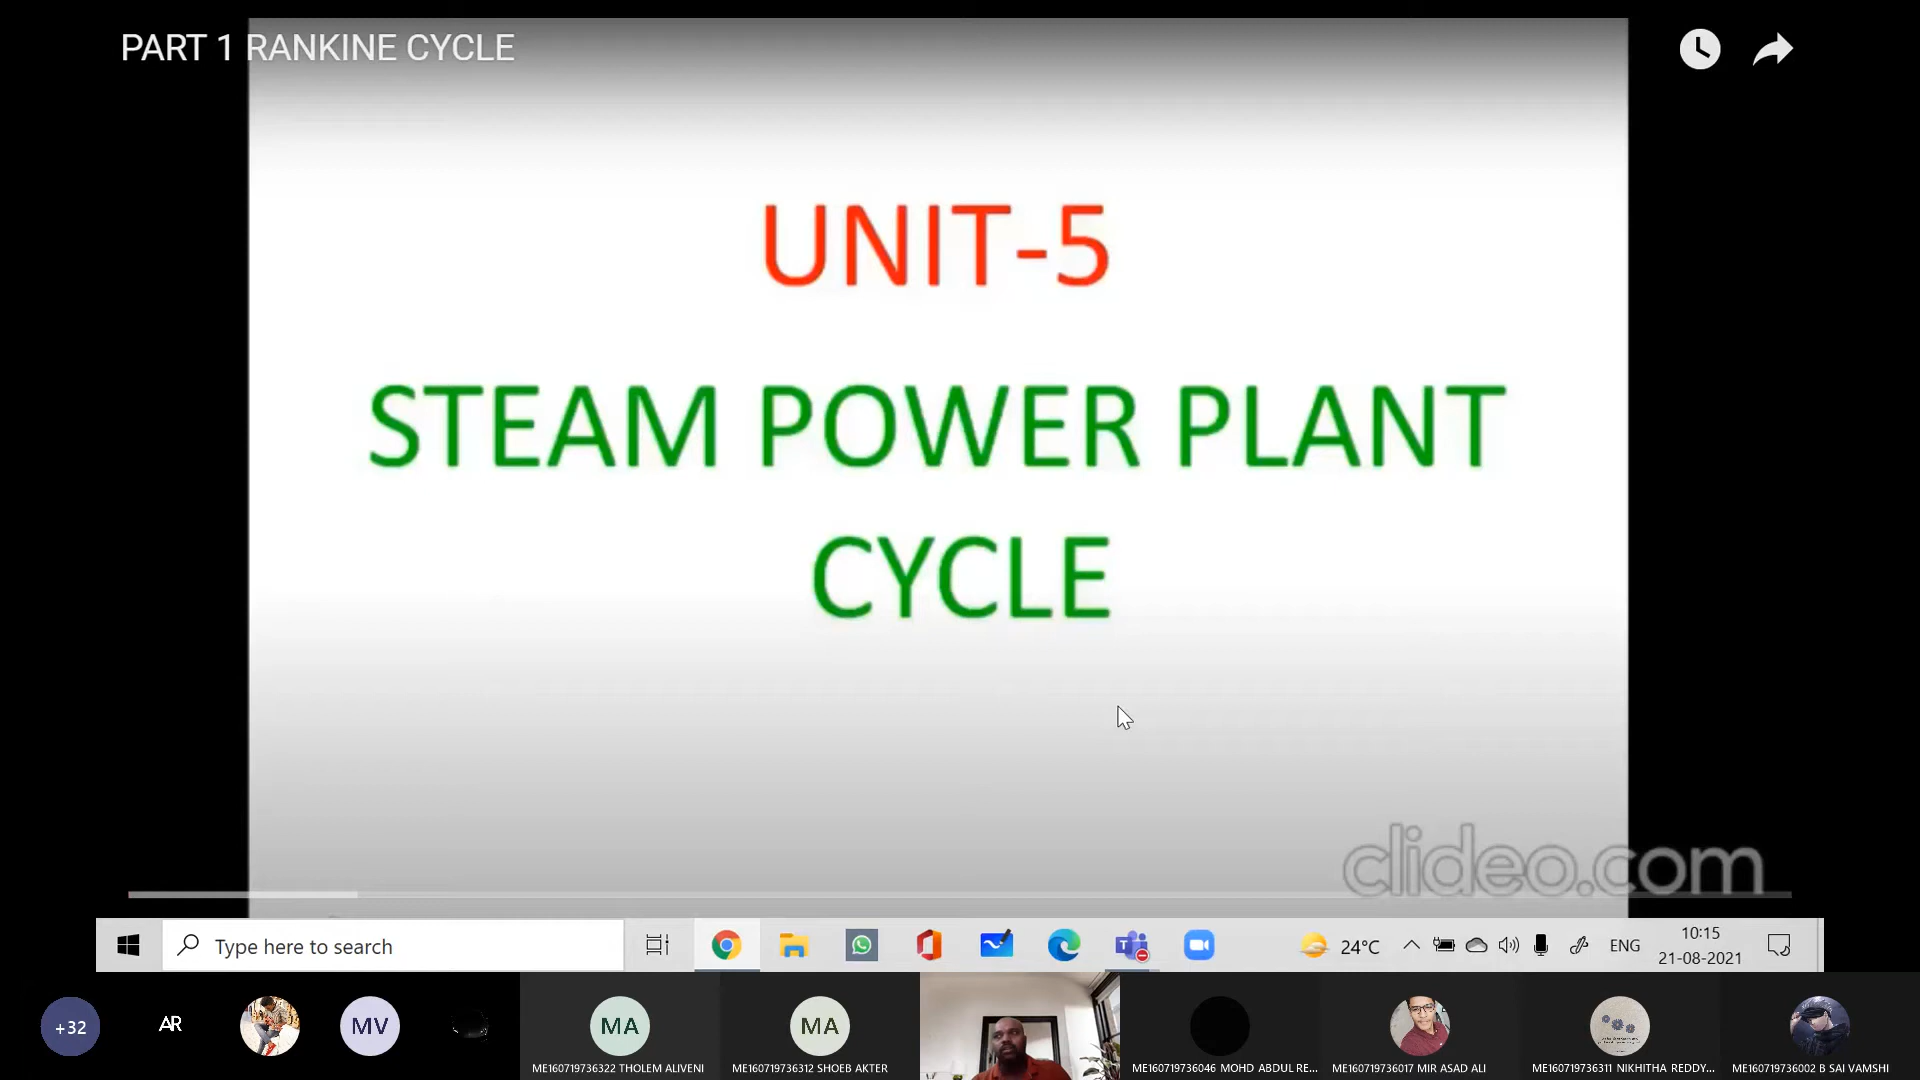 PART 1 RANKINE CYCLE
UNIT-5
STEAM POWER PLANT
CYCLE
clideo.com
Type here to search
24°C
ENG
10:15
21-08-2021
+32
AR
MV
MA
MA
ME160719736322 THOLEM ALIVENI
ME160719736312 SHOEB AKTER
ME160719736046 MOHD ABDUL RE...
ME160719736017 MIR ASAD ALI
ME160719736311 NIKHITHA REDDY...
ME160719736002 B SAI VAMSHI